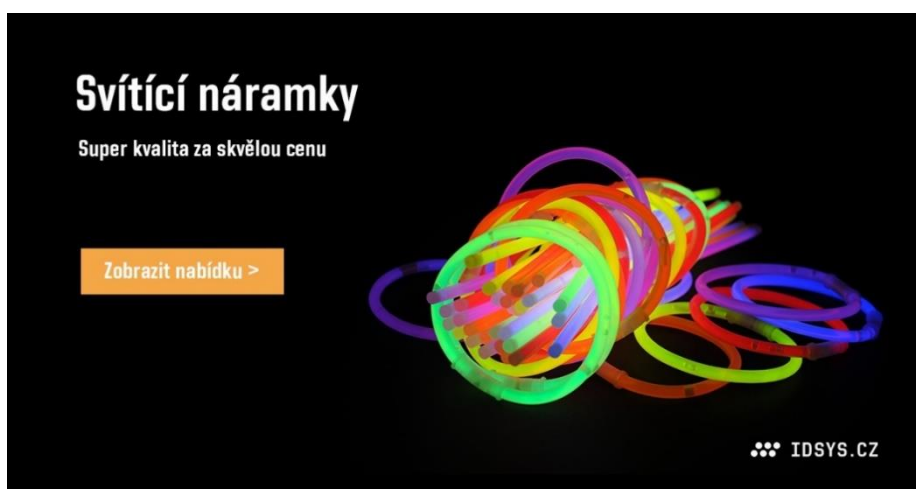 Svítící náramky
Super kvalita za skvělou cenu
Zobrazit nabídku >
IDSYS.CZ